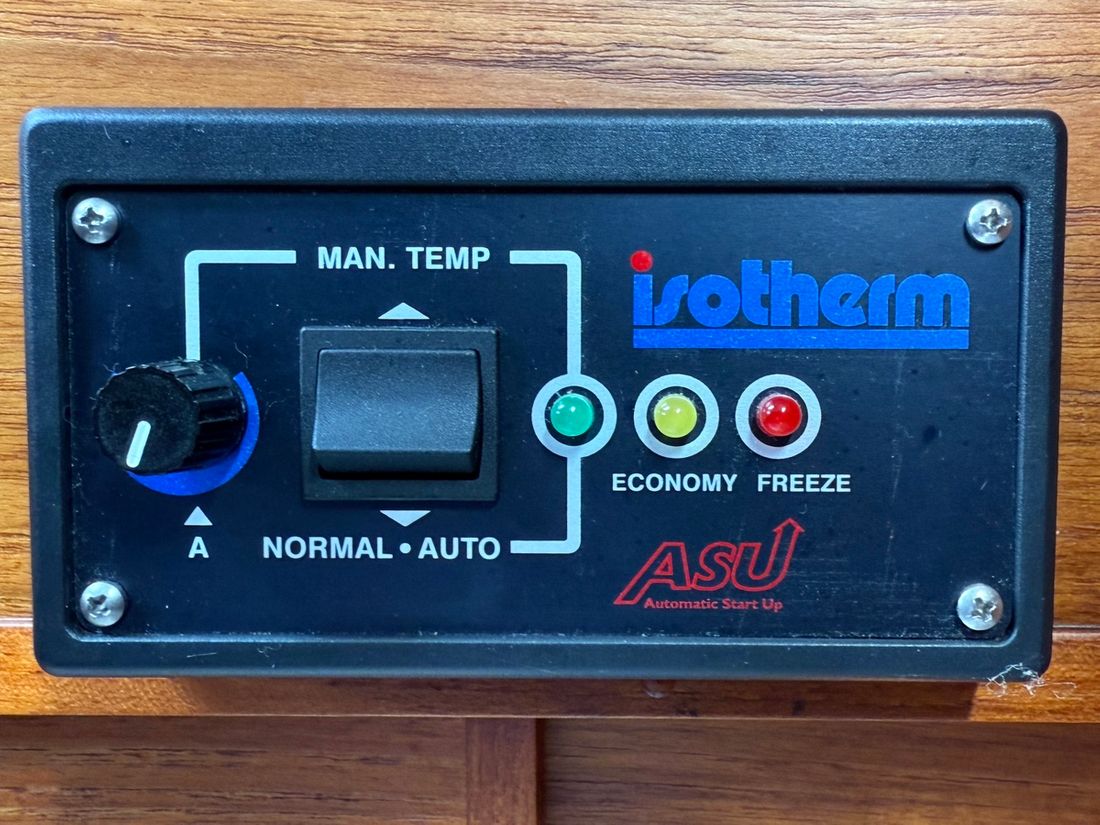 MAN. TEMP
isotherm
ECONOMY FREEZE
A
NORMAL • AUTO
ASU
Automatic Start Up